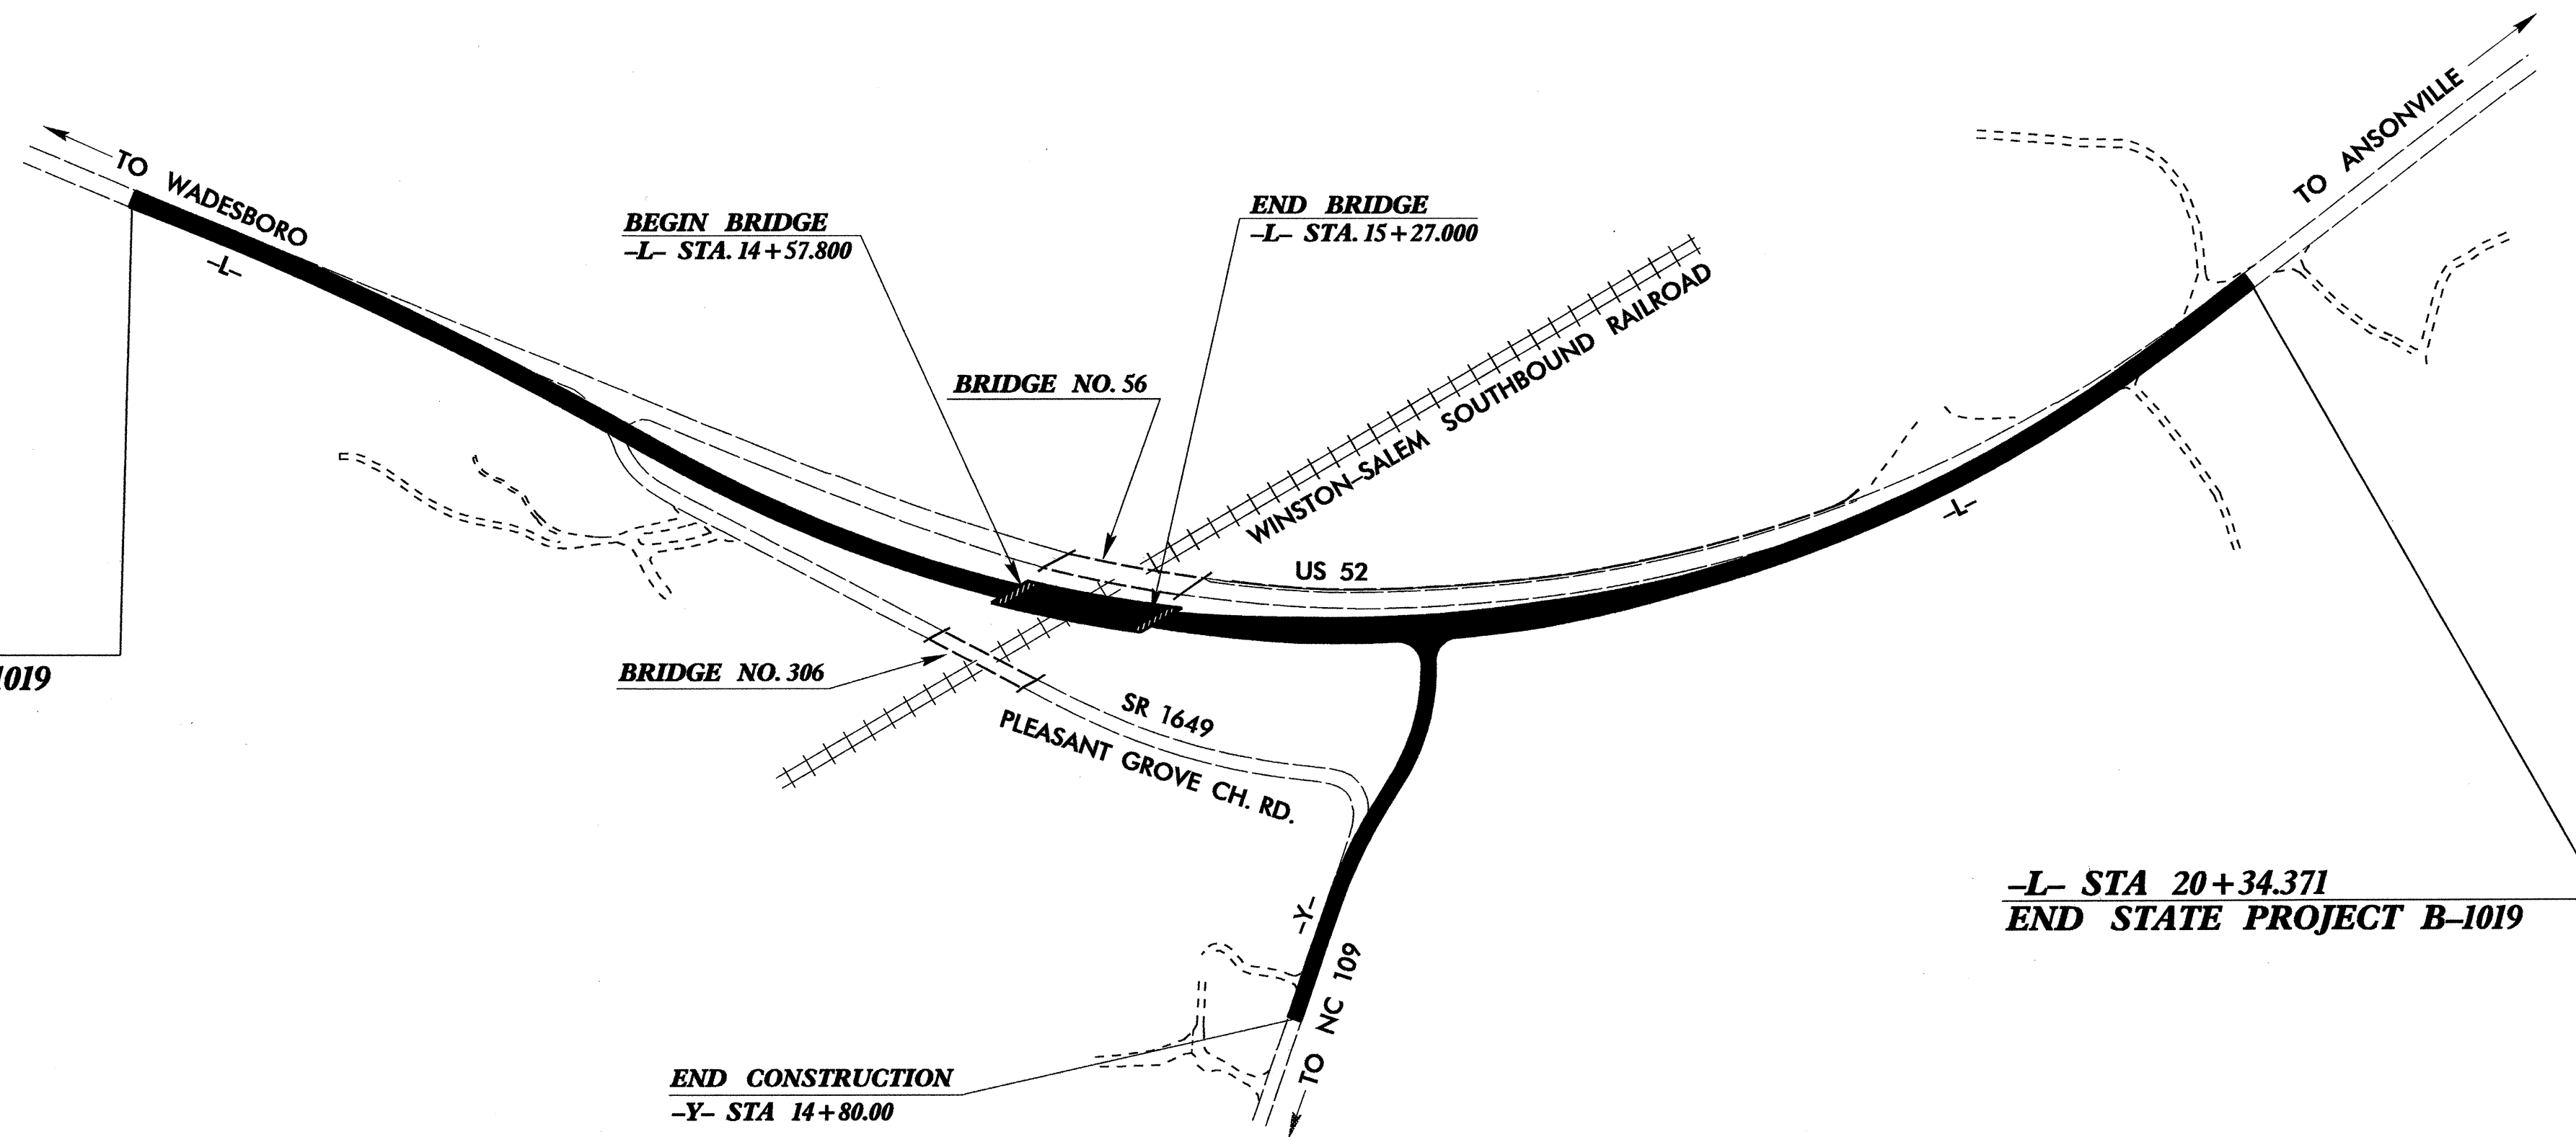 TO WADESBORO
-L-
BEGIN BRIDGE
-L- STA. 14+57.800
END BRIDGE
-L- STA. 15+27.000
BRIDGE NO. 56
WINSTON-SALEM SOUTHBOUND RAILROAD
TO ANSONVILLE
US 52
-L-
1019
BRIDGE NO. 306
SR 1649
PLEASANT GROVE CH. RD.
-L- STA 20+34.371
END STATE PROJECT B-1019
-Y-
TO NC 109
END CONSTRUCTION
-Y- STA 14+80.00